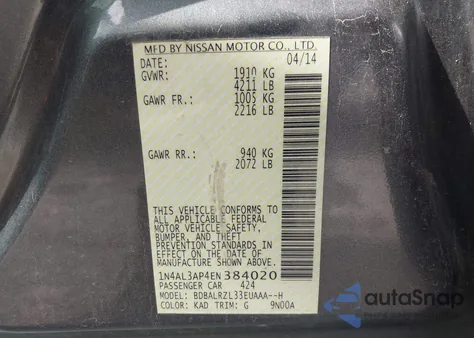 MFD BY NISSAN MOTOR CO., LTD.
DATE: 04/14
GVWR: 1910 KG
4211 LB
GAWR FR.: 1005 KG
2216 LB
GAWR RR.: 940 KG
2072 LB
THIS VEHICLE CONFORMS TO
ALL APPLICABLE FEDERAL
MOTOR VEHICLE SAFETY,
BUMPER, AND THEFT
PREVENTION STANDARDS IN
EFFECT ON THE DATE OF
MANUFACTURE SHOWN ABOVE.
1N4AL3AP4EN384020
PASSENGER CAR 424
MODEL: BDBALRZL33EUAAA--H
COLOR: KAD TRIM: G 9N00A
autoSnap